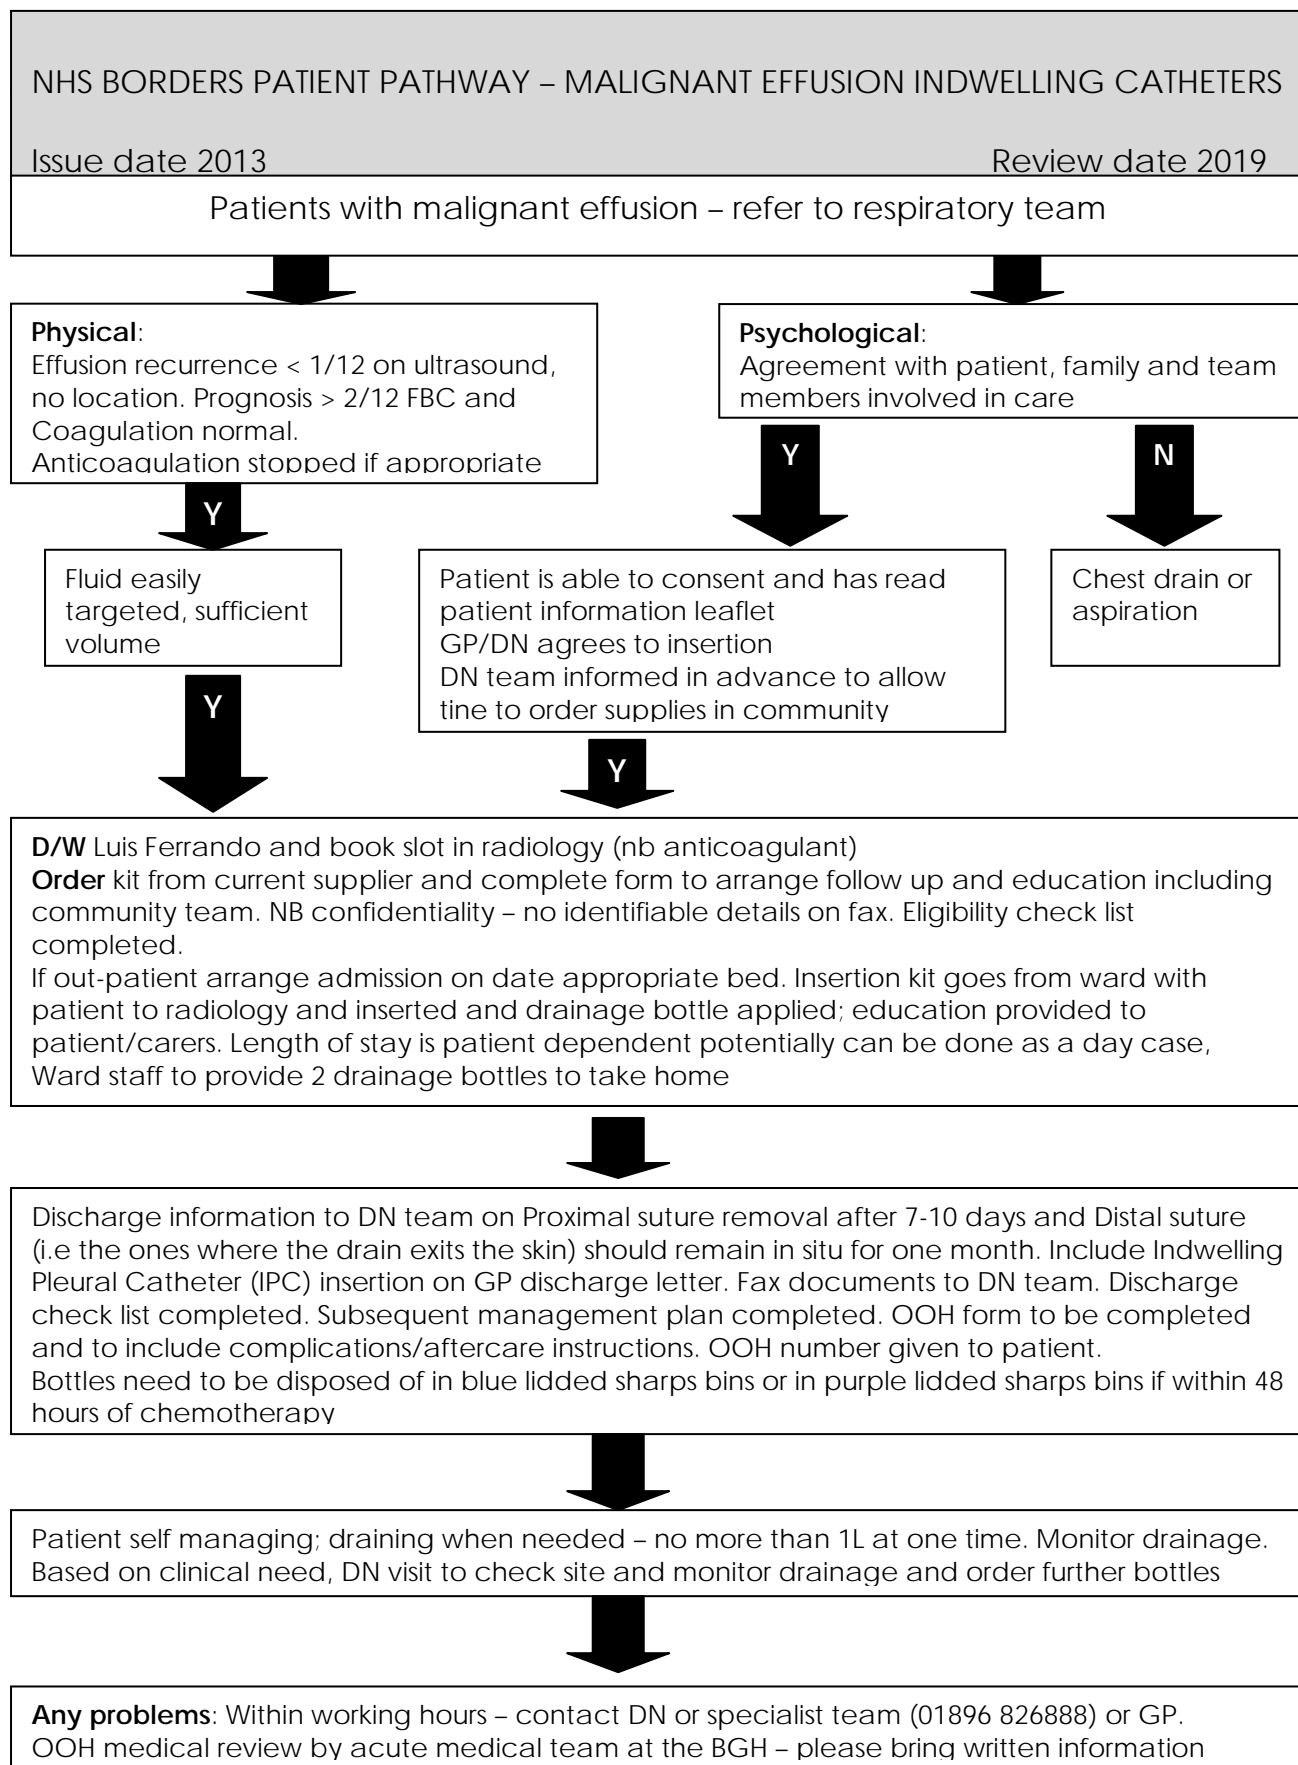 NHS BORDERS PATIENT PATHWAY – MALIGNANT EFFUSION INDWELLING CATHETERS
Issue date 2013 Review date 2019
Patients with malignant effusion – refer to respiratory team
Physical:
Effusion recurrence < 1/12 on ultrasound,
no location. Prognosis > 2/12 FBC and
Coagulation normal.
Anticoagulation stopped if appropriate
Psychological:
Agreement with patient, family and team
members involved in care
Y
Y
N
Fluid easily
targeted, sufficient
volume
Patient is able to consent and has read
patient information leaflet
GP/DN agrees to insertion
DN team informed in advance to allow
tine to order supplies in community
Chest drain or
aspiration
Y
Y
D/W Luis Ferrando and book slot in radiology (nb anticoagulant)
Order kit from current supplier and complete form to arrange follow up and education including
community team. NB confidentiality – no identifiable details on fax. Eligibility check list
completed.
If out-patient arrange admission on date appropriate bed. Insertion kit goes from ward with
patient to radiology and inserted and drainage bottle applied; education provided to
patient/carers. Length of stay is patient dependent potentially can be done as a day case,
Ward staff to provide 2 drainage bottles to take home
Discharge information to DN team on Proximal suture removal after 7-10 days and Distal suture
(i.e the ones where the drain exits the skin) should remain in situ for one month. Include Indwelling
Pleural Catheter (IPC) insertion on GP discharge letter. Fax documents to DN team. Discharge
check list completed. Subsequent management plan completed. OOH form to be completed
and to include complications/aftercare instructions. OOH number given to patient.
Bottles need to be disposed of in blue lidded sharps bins or in purple lidded sharps bins if within 48
hours of chemotherapy
Patient self managing; draining when needed – no more than 1L at one time. Monitor drainage.
Based on clinical need, DN visit to check site and monitor drainage and order further bottles
Any problems: Within working hours – contact DN or specialist team (01896 826888) or GP.
OOH medical review by acute medical team at the BGH – please bring written information